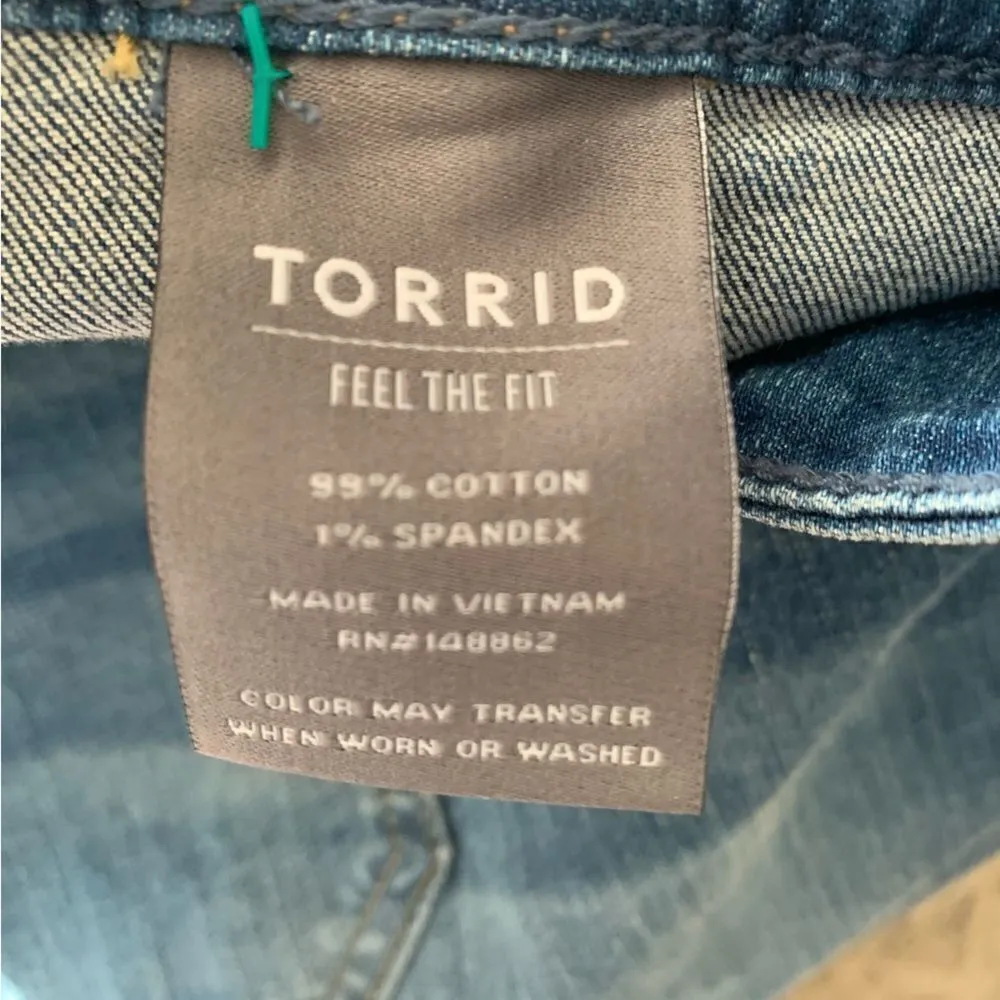 TORRID
FEEL THE FIT
99% COTTON
1% SPANDEX
MADE IN VIETNAM
RN#148862
COLOR MAY TRANSFER
WHEN WORN OR WASHED